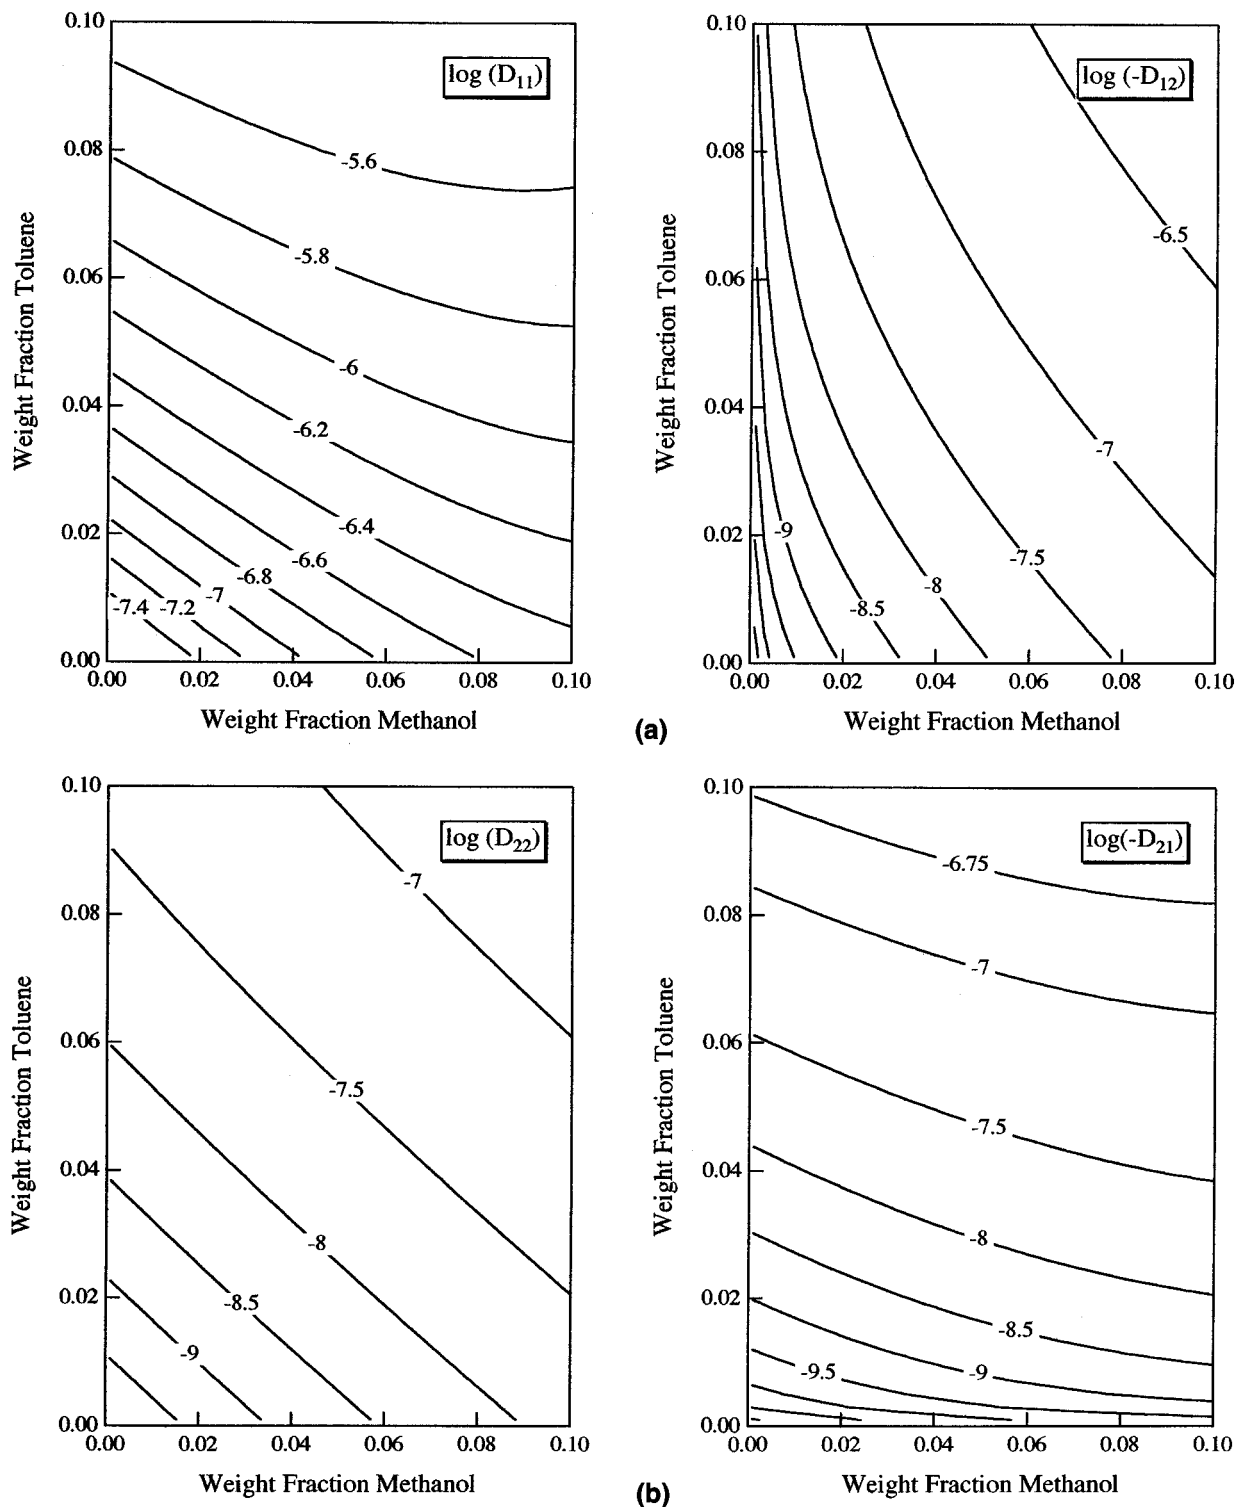 log (D11)
0.10
0.08
0.06
0.04
0.02
0.00
Weight Fraction Toluene
-5.6
-5.8
-6
-6.2
-6.4
-6.6
-6.8
-7
-7.2
-7.4
0.00 0.02 0.04 0.06 0.08 0.10
Weight Fraction Methanol
log (-D12)
0.10
0.08
0.06
0.04
0.02
0.00
Weight Fraction Toluene
-6.5
-7
-7.5
-8
-8.5
-9
0.00 0.02 0.04 0.06 0.08 0.10
Weight Fraction Methanol
(a)
log (D22)
0.10
0.08
0.06
0.04
0.02
0.00
Weight Fraction Toluene
-7
-7.5
-8
-8.5
-9
0.00 0.02 0.04 0.06 0.08 0.10
Weight Fraction Methanol
log(-D21)
0.10
0.08
0.06
0.04
0.02
0.00
Weight Fraction Toluene
-6.75
-7
-7.5
-8
-8.5
-9
-9.5
0.00 0.02 0.04 0.06 0.08 0.10
Weight Fraction Methanol
(b)